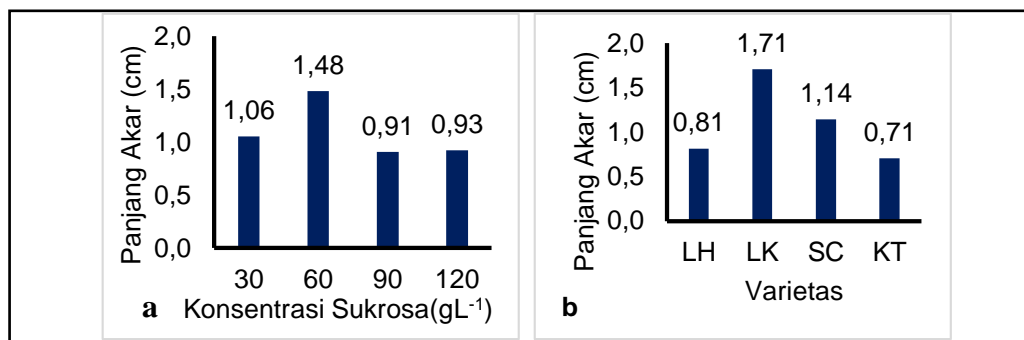 Panjang Akar (cm)
2,0
1,5
1,0
0,5
0,0
1,06
1,48
0,91
0,93
30 60 90 120
a Konsentrasi Sukrosa(gL⁻¹)
Panjang Akar (cm)
2,0
1,5
1,0
0,5
0,0
0,81
1,71
1,14
0,71
LH LK SC KT
Varietas
b